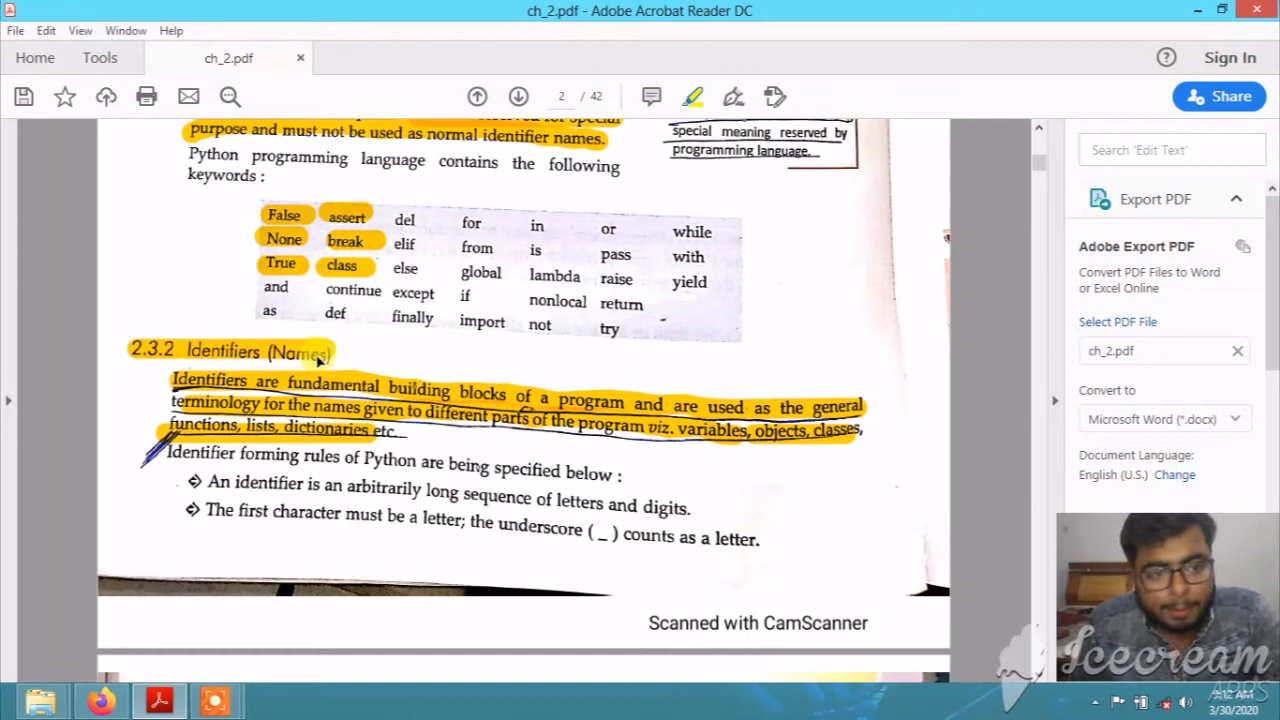 ch_2.pdf - Adobe Acrobat Reader DC
File Edit View Window Help
Home Tools ch_2.pdf × Sign In
2 / 42 Share
special meaning reserved by
programming language.
purpose and must not be used as normal identifier names.
Python programming language contains the following
keywords :
False assert del for in or while
None break elif from is pass with
True class else global lambda raise yield
and continue except if nonlocal return
as def finally import not try
2.3.2 Identifiers (Names)
Identifiers are fundamental building blocks of a program and are used as the general
terminology for the names given to different parts of the program viz. variables, objects, classes,
functions, lists, dictionaries etc.
Identifier forming rules of Python are being specified below :
An identifier is an arbitrarily long sequence of letters and digits.
The first character must be a letter; the underscore ( _ ) counts as a letter.
Scanned with CamScanner
Search 'Edit Text'
Export PDF
Adobe Export PDF
Convert PDF Files to Word
or Excel Online
Select PDF File
ch_2.pdf
Convert to
Microsoft Word (*.docx)
Document Language:
English (U.S.) Change
Icecream
APPS
9:12 AM
3/30/2020